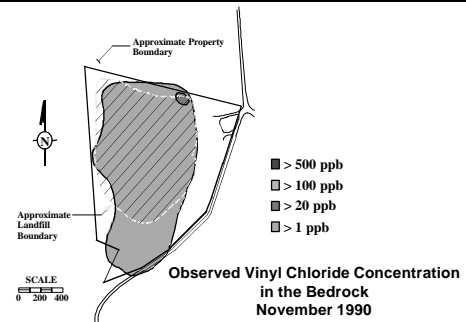 Approximate Property
Boundary
N
> 500 ppb
> 100 ppb
> 20 ppb
> 1 ppb
Approximate
Landfill
Boundary
SCALE
0 200 400
Observed Vinyl Chloride Concentration
in the Bedrock
November 1990